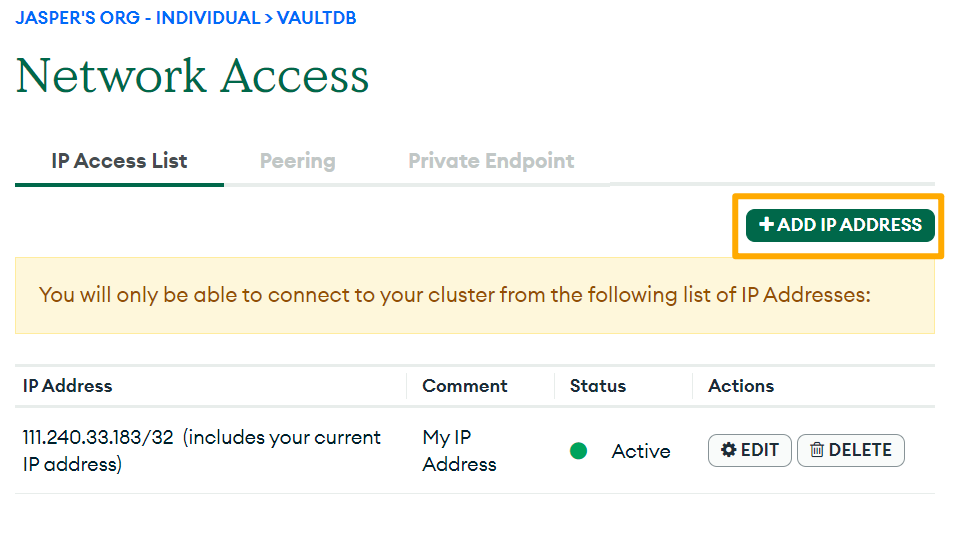 JASPER'S ORG - INDIVIDUAL > VAULTDB
Network Access
IP Access List Peering Private Endpoint
+ ADD IP ADDRESS
You will only be able to connect to your cluster from the following list of IP Addresses:
IP Address Comment Status Actions
111.240.33.183/32 (includes your current My IP
Active EDIT DELETE
IP address) Address